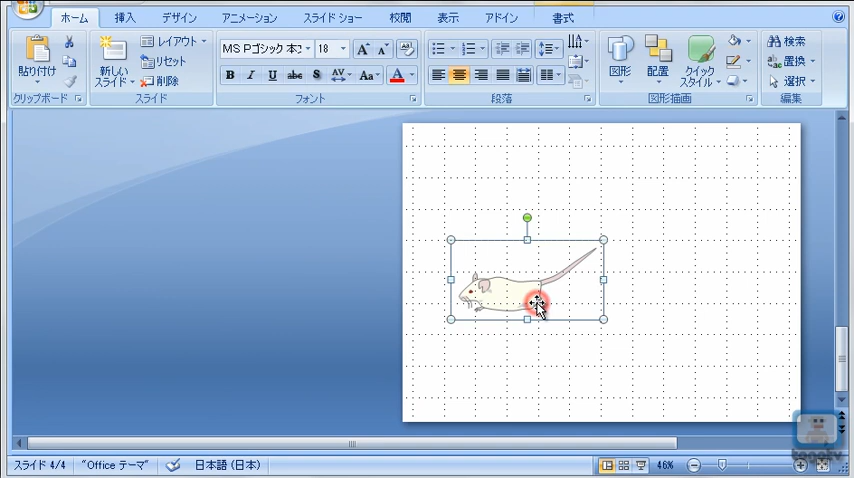 ホーム 挿入 デザイン アニメーション スライド ショー 校閲 表示 アドイン 書式
貼り付け
クリップボード
新しい
スライド
レイアウト
リセット
削除
スライド
MS Pゴシック 本 18
B I U abc S AV Aa A
フォント
段落
図形
配置
クイック
スタイル
図形描画
検索
置換
選択
編集
スライド 4/4 "Office テーマ" 日本語 (日本) 46%
togotv